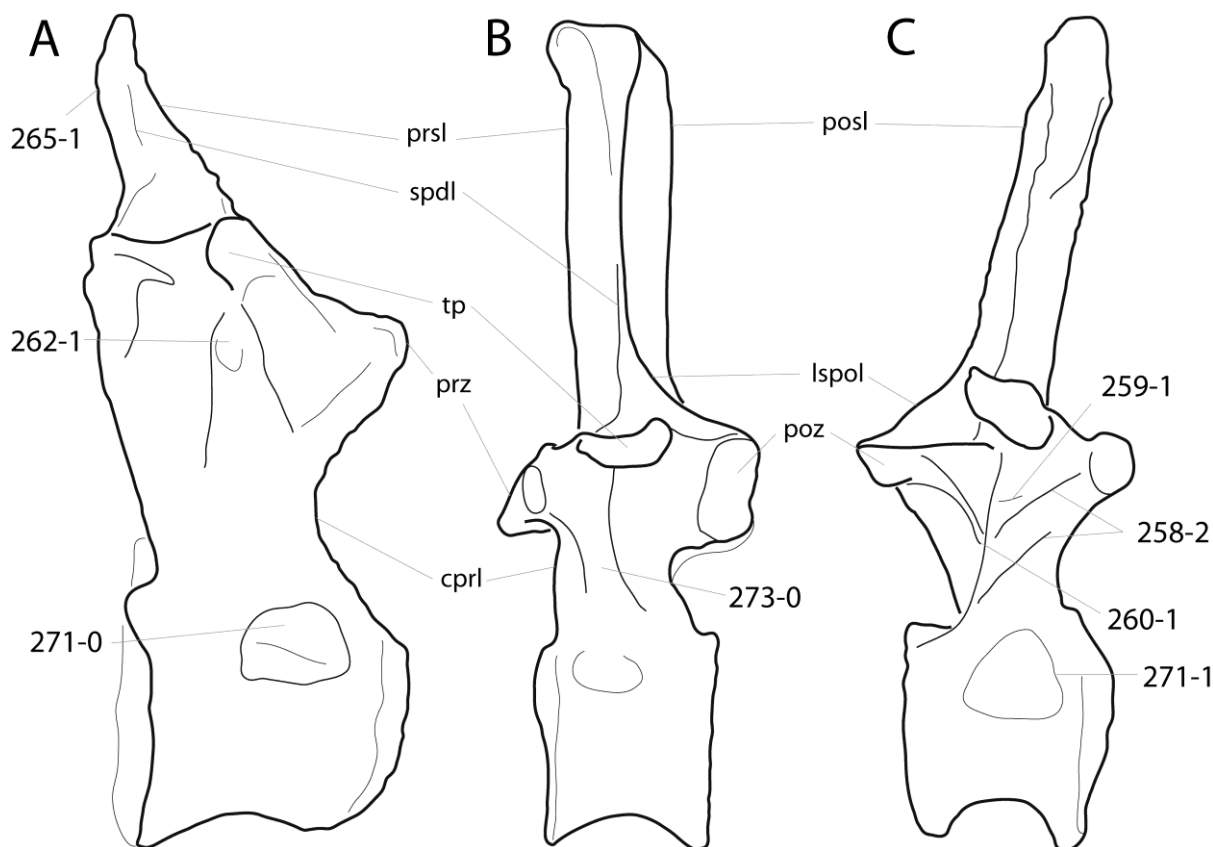 A
B
C
265-1
prsl
posl
spdl
tp
262-1
prz
lspol
259-1
poz
258-2
cprl
273-0
260-1
271-0
271-1